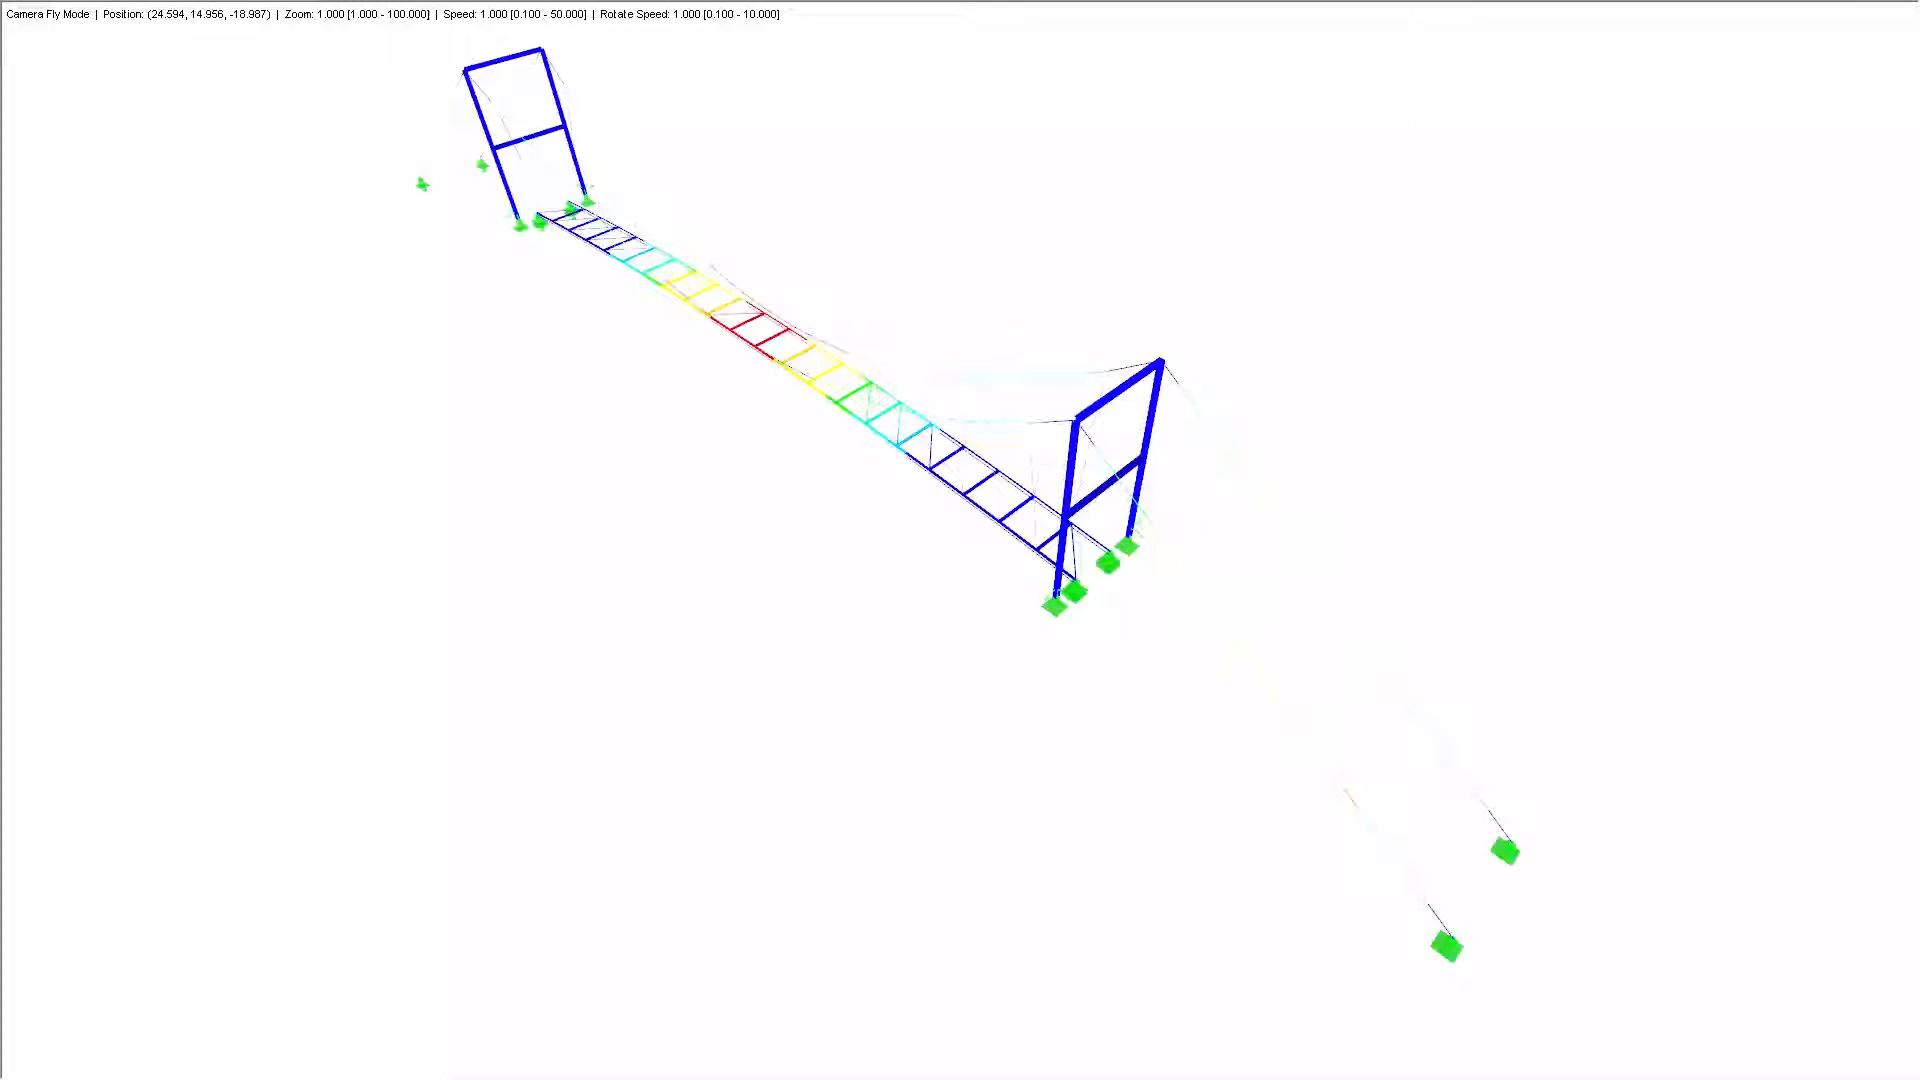 Camera Fly Mode | Position: (24.594, 14.956, -18.987) | Zoom: 1.000 [1.000 - 100.000] | Speed: 1.000 [0.100 - 50.000] | Rotate Speed: 1.000 [0.100 - 10.000]